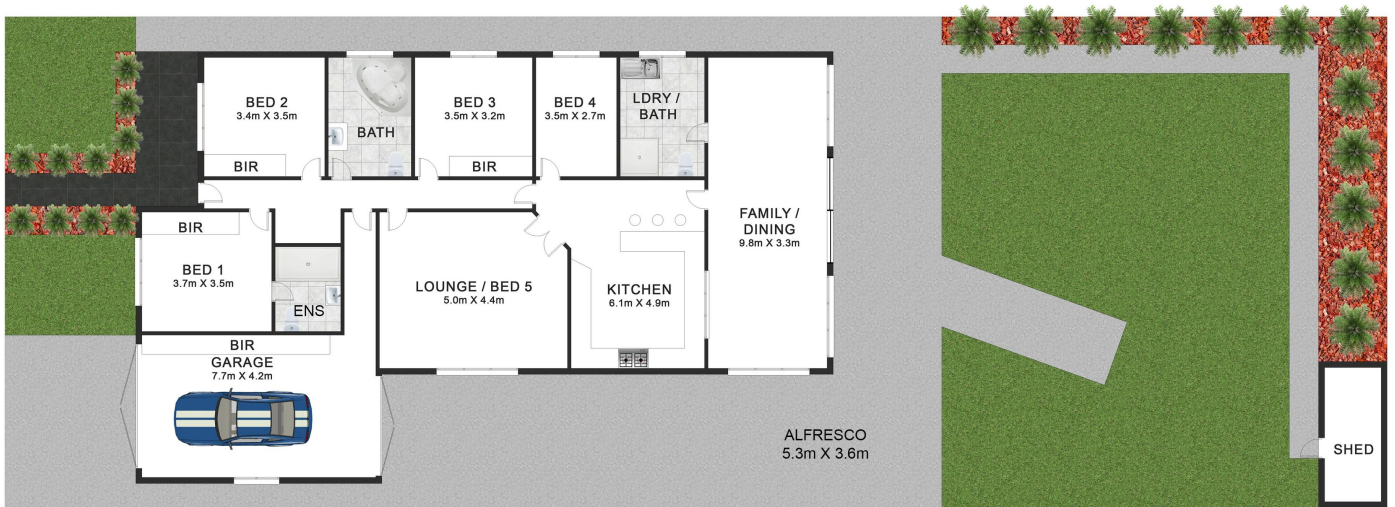 BED 2
3.4m X 3.5m
BIR
BATH
BED 3
3.5m X 3.2m
BIR
BED 4
3.5m X 2.7m
LDRY /
BATH
FAMILY /
DINING
9.8m X 3.3m
BIR
BED 1
3.7m X 3.5m
ENS
LOUNGE / BED 5
5.0m X 4.4m
KITCHEN
6.1m X 4.9m
BIR
GARAGE
7.7m X 4.2m
ALFRESCO
5.3m X 3.6m
SHED